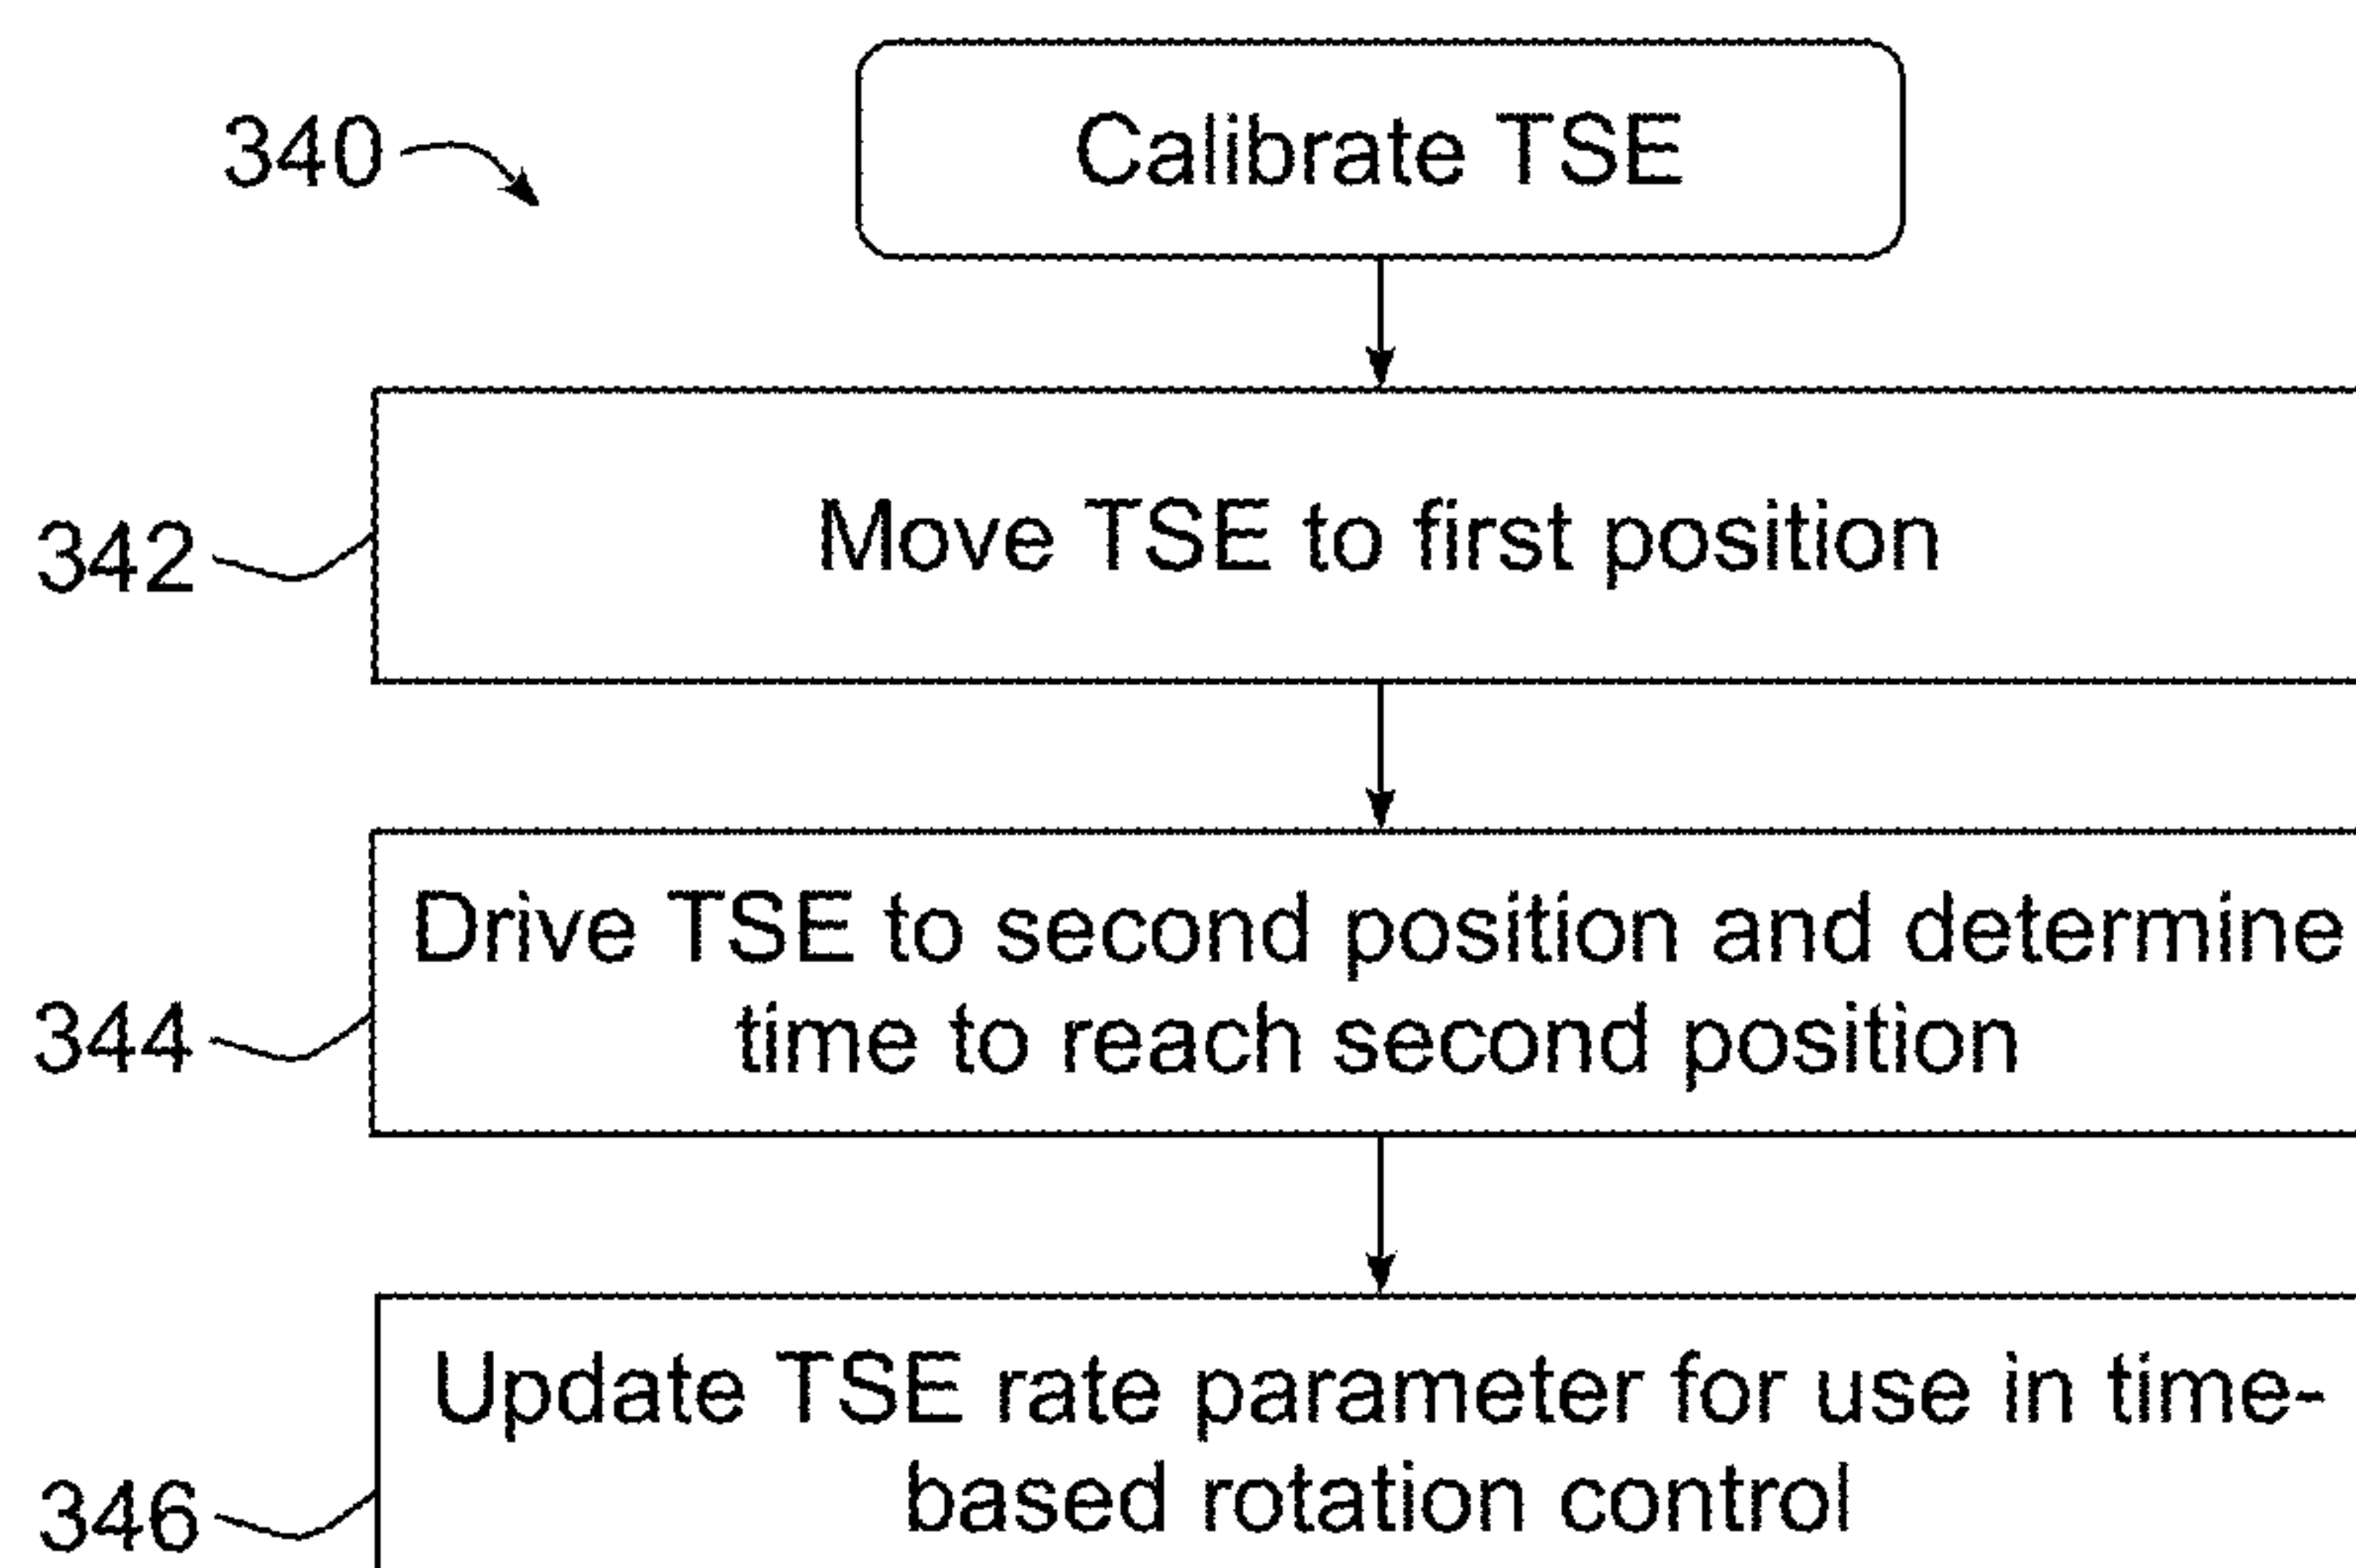 340
Calibrate TSE
342
Move TSE to first position
344
Drive TSE to second position and determine
time to reach second position
346
Update TSE rate parameter for use in time-
based rotation control